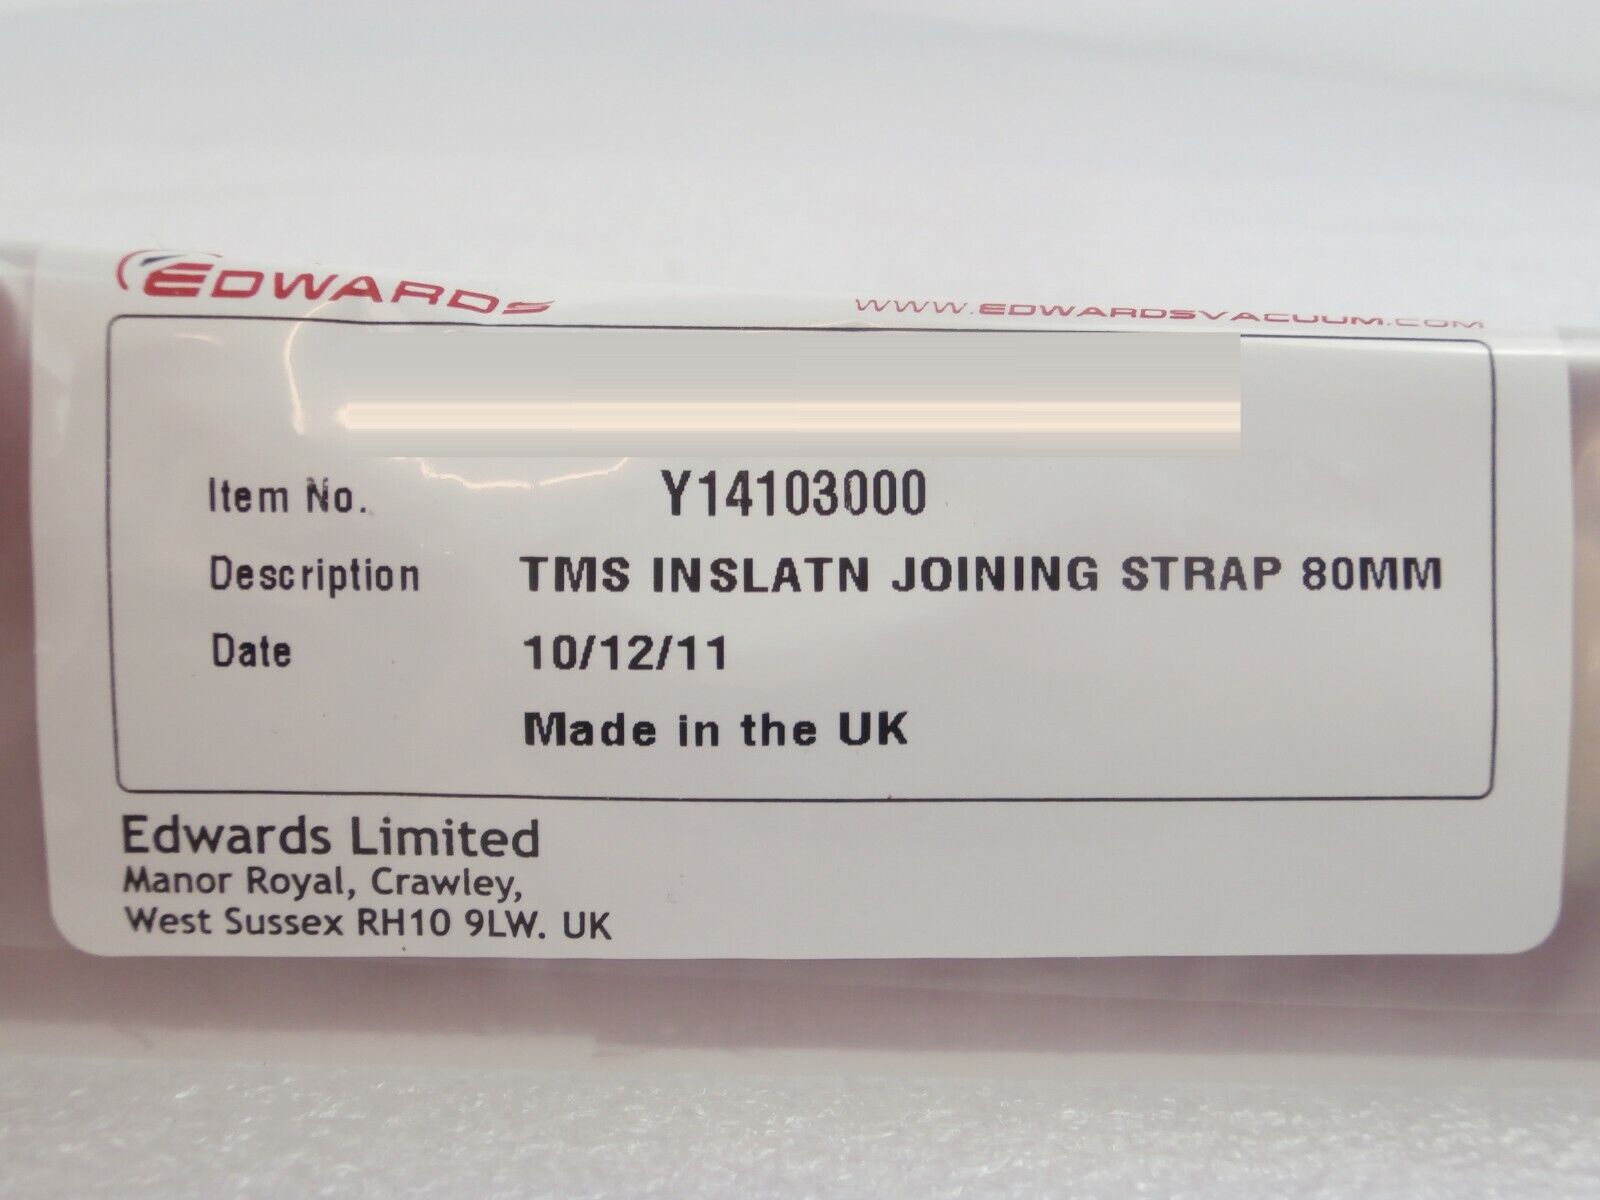 EDWARDS
WWW.EDWARDSVACUUM.COM
Item No. Y14103000
Description TMS INSLATN JOINING STRAP 80MM
Date 10/12/11
Made in the UK
Edwards Limited
Manor Royal, Crawley,
West Sussex RH10 9LW. UK